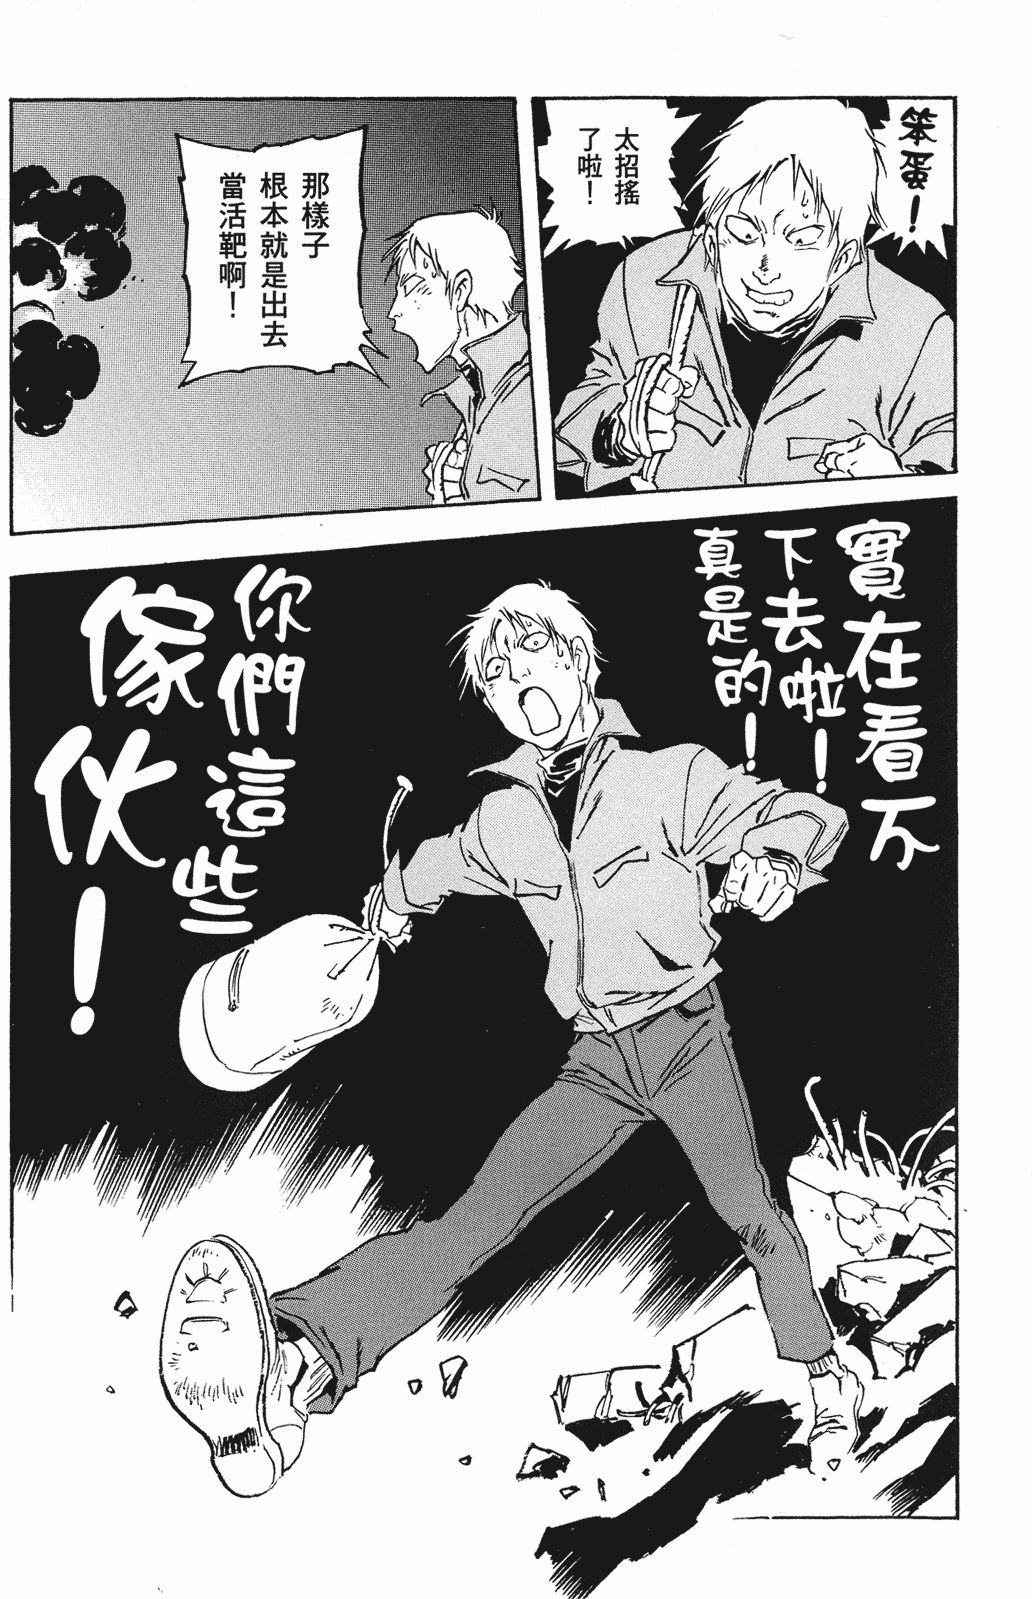 笨蛋！
太招搖
了啦！
那樣子
根本就是出去
當活靶啊！
實在看不
下去啦！
真是的！
你們這些
傢伙！